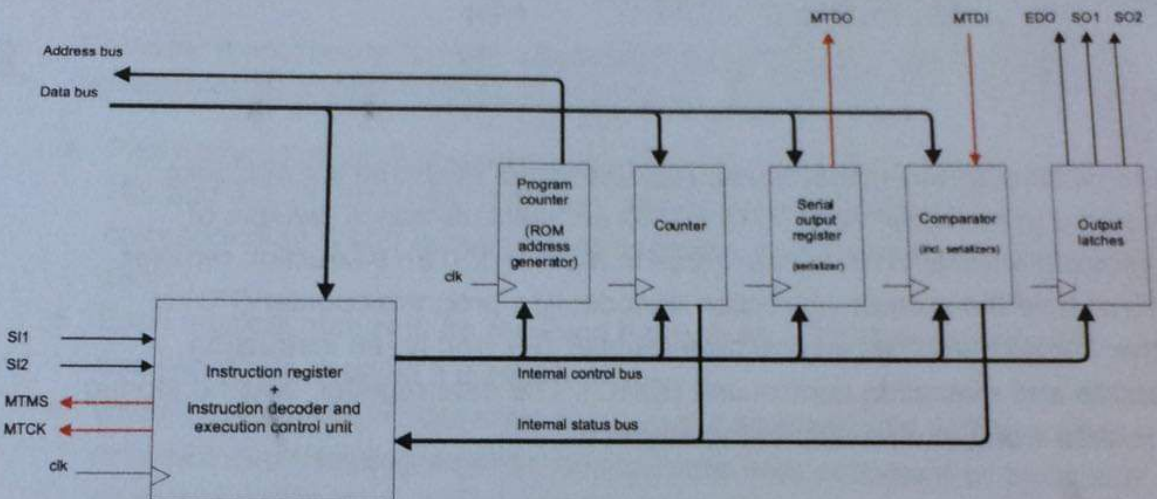 MTDO
MTDI
EDO
SO1
SO2
Address bus
Data bus
Program
counter
(ROM
address
generator)
Counter
Serial
output
register
(serializer)
Comparator
(incl. serializers)
Output
latches
clk
SI1
SI2
MTMS
MTCK
clk
Instruction register
+
Instruction decoder and
execution control unit
Internal control bus
Internal status bus